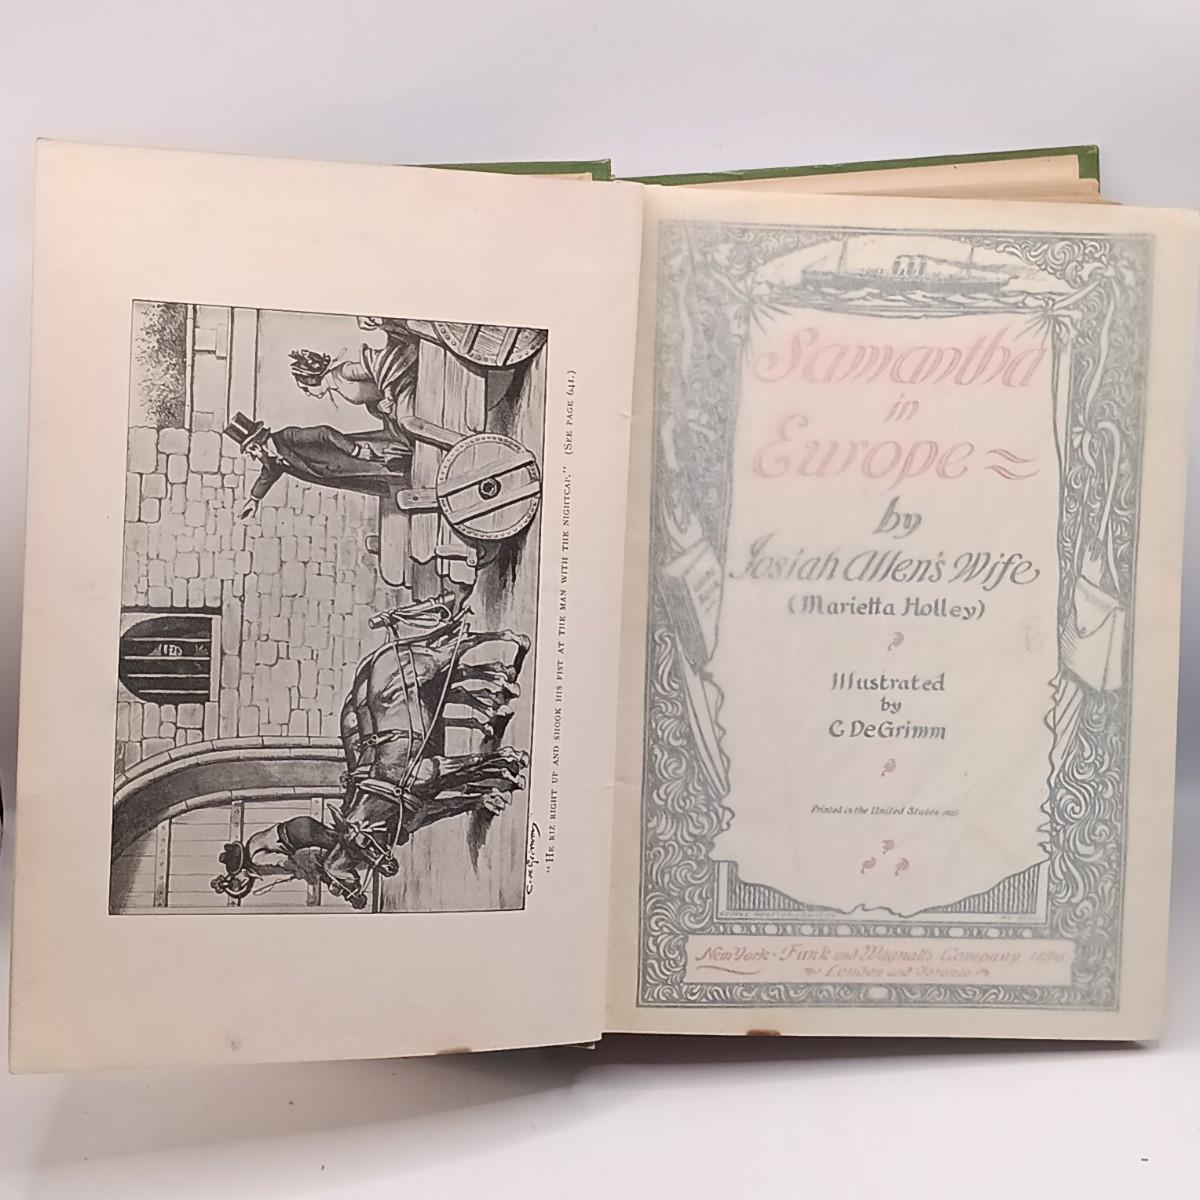 "HE RIZ RIGHT UP AND SHOOK HIS FIST AT THE MAN WITH THE NIGHTCAP." (SEE PAGE 641.)
Samantha
in
Europe
by
Josiah Allen's Wife
(Marietta Holley)
Illustrated
by
C DeGrimm
Printed in the United States
New York · Funk and Wagnalls Company 1896
London and Toronto